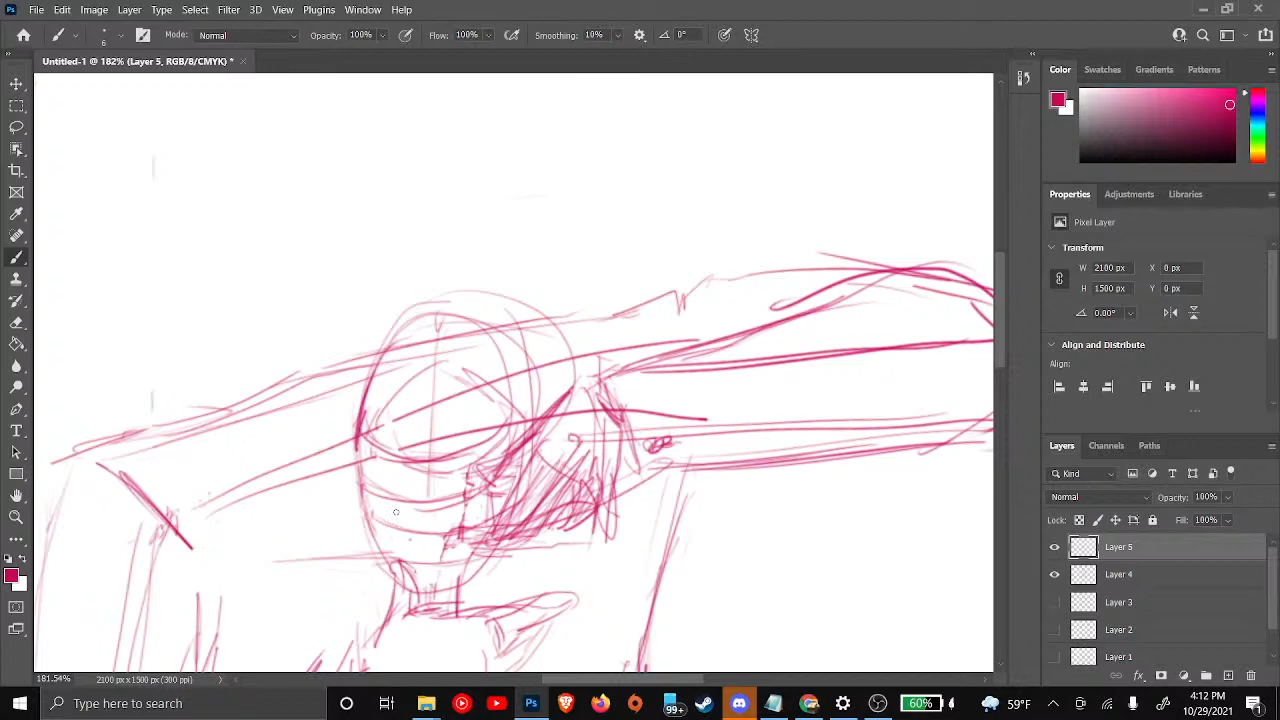 Ps File Edit Image Layer Type Select Filter 3D View Plugins Window Help
6 Mode: Normal Opacity: 100% Flow: 100% Smoothing: 10% 0°
Untitled-1 @ 182% (Layer 5, RGB/8/CMYK) * ×
Color Swatches Gradients Patterns
Properties Adjustments Libraries
Pixel Layer
Transform
W 2100 px X 0 px
H 1500 px Y 0 px
Align and Distribute
Align:
...
Layers Channels Paths
Kind
Normal Opacity: 100%
Lock: Fill: 100%
Layer 5
Layer 4
Layer 3
Layer 2
Layer 1
181.54% 2100 px x 1500 px (300 ppi)
Type here to search Ps 99+ 60% 59°F 4:12 PM
10/29/2021